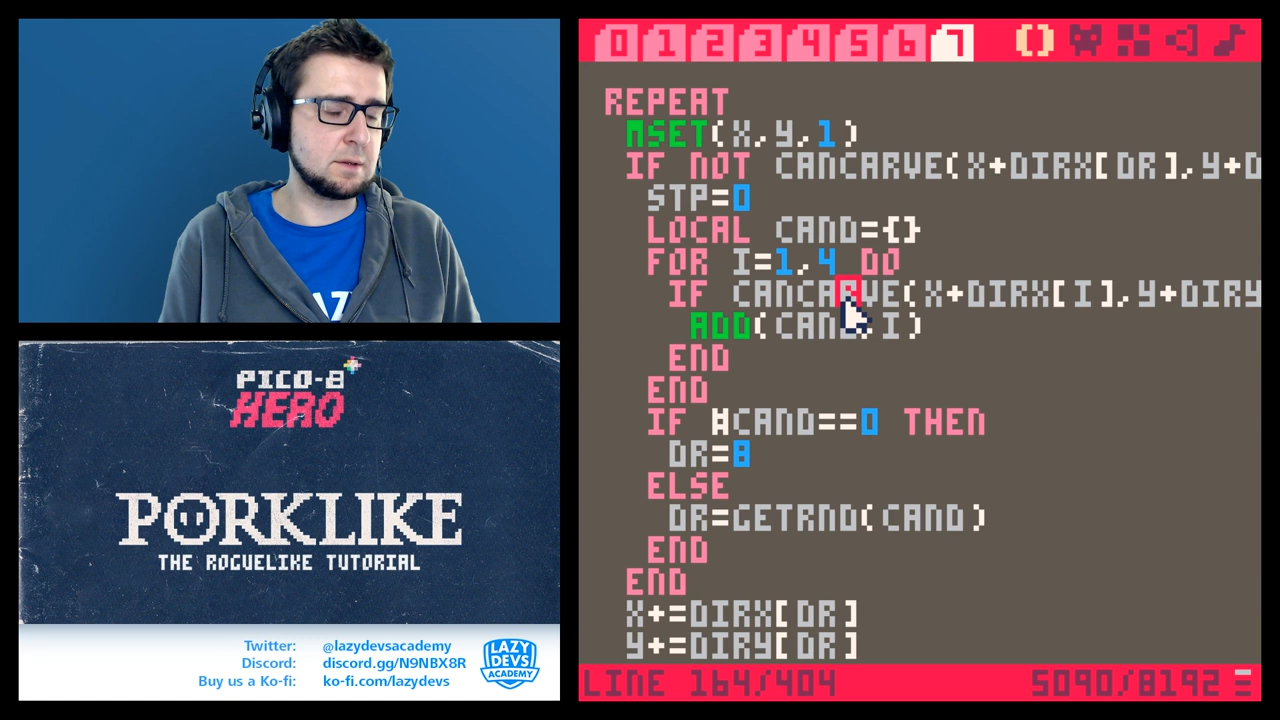 LAZ
PICO-8
HERO
PORKLIKE
THE ROGUELIKE TUTORIAL
Twitter: @lazydevsacademy
Discord: discord.gg/N9NBX8R
Buy us a Ko-fi: ko-fi.com/lazydevs
LAZY
DEVS
ACADEMY
0 1 2 3 4 5 6 7 ()
REPEAT
MSET(X,Y,1)
IF NOT CANCARVE(X+DIRX[DR],Y+D
STP=0
LOCAL CAND={}
FOR I=1,4 DO
IF CANCARVE(X+DIRX[I],Y+DIRY
ADD(CAND,I)
END
END
IF #CAND==0 THEN
DR=8
ELSE
DR=GETRND(CAND)
END
END
X+=DIRX[DR]
Y+=DIRY[DR]
LINE 164/404 5090/8192